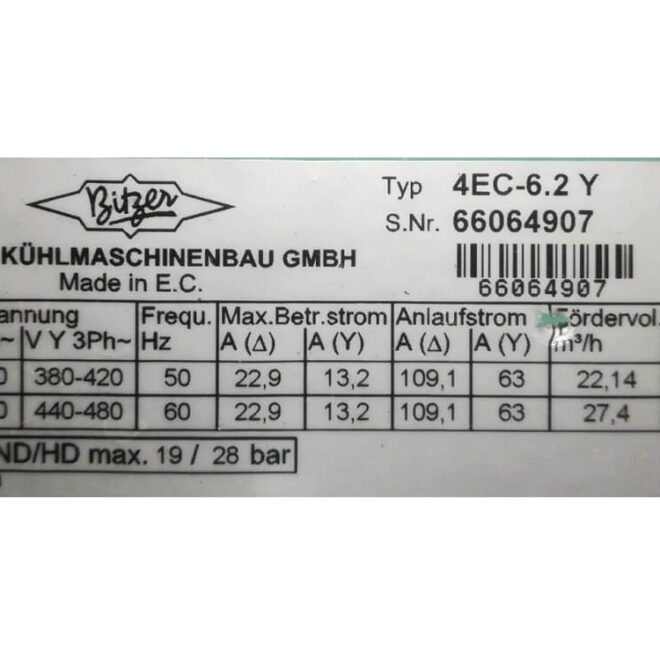 Bitzer
Typ 4EC-6.2 Y
S.Nr. 66064907
KÜHLMASCHINENBAU GMBH
Made in E.C.
66064907
Frequ. Max.Betr.strom Anlaufstrom
V Y 3Ph~ Hz A (Δ) A (Y) A (Δ) A (Y) m³/h
0 380-420 50 22,9 13,2 109,1 63 22,14
0 440-480 60 22,9 13,2 109,1 63 27,4
ND/HD max. 19 / 28 bar